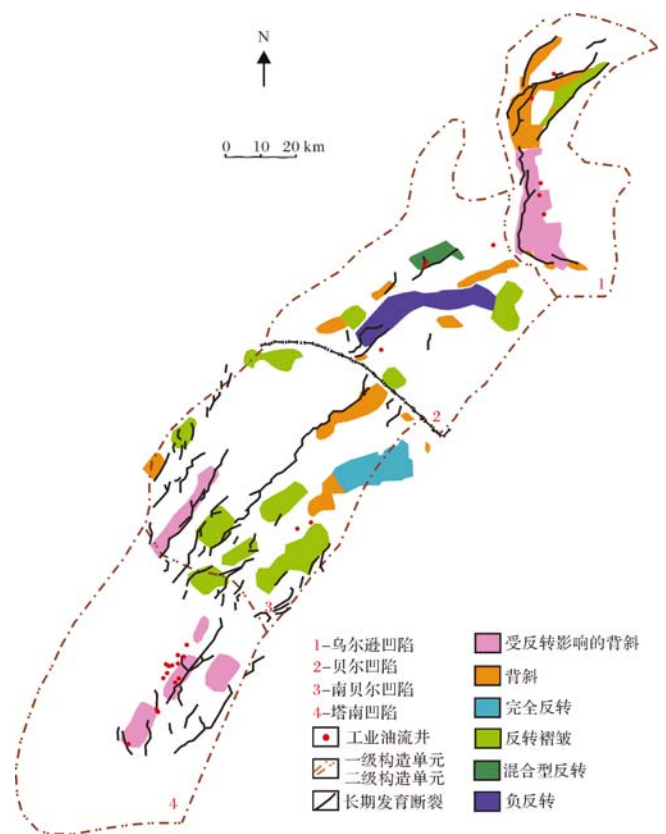 N
0 10 20 km
1
2
3
4
1-乌尔逊凹陷
2-贝尔凹陷
3-南贝尔凹陷
4-塔南凹陷
工业油流井
一级构造单元
二级构造单元
长期发育断裂
受反转影响的背斜
背斜
完全反转
反转褶皱
混合型反转
负反转